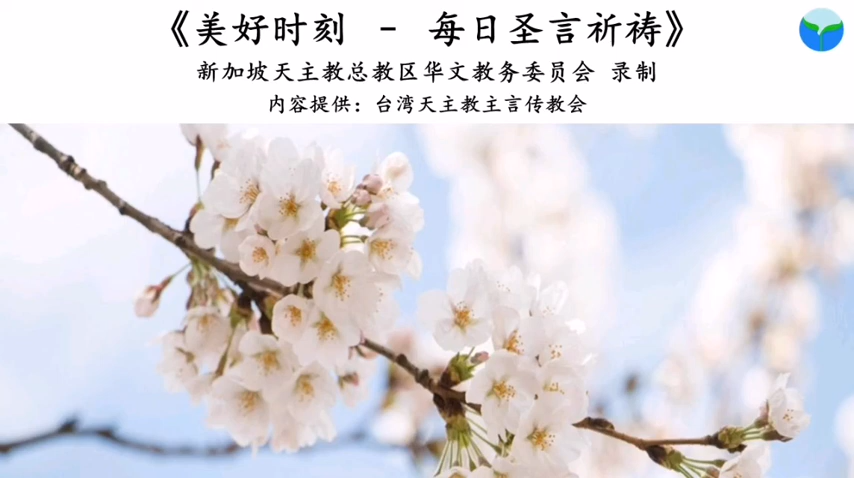 《美好时刻 - 每日圣言祈祷》
新加坡天主教总教区华文教务委员会 录制
内容提供：台湾天主教主言传教会